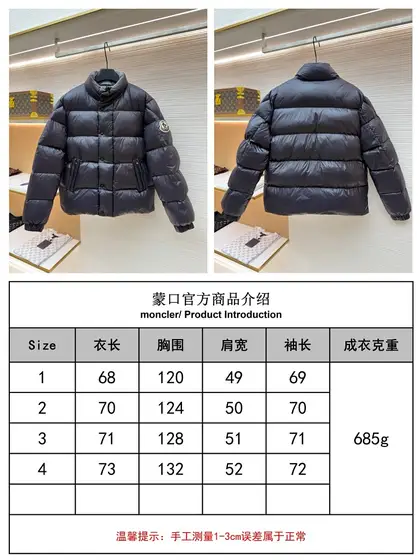 蒙口官方商品介绍
moncler/ Product Introduction
Size 衣长 胸围 肩宽 袖长 成衣克重
1 68 120 49 69
2 70 124 50 70
3 71 128 51 71
4 73 132 52 72
685g
温馨提示：手工测量1-3cm误差属于正常